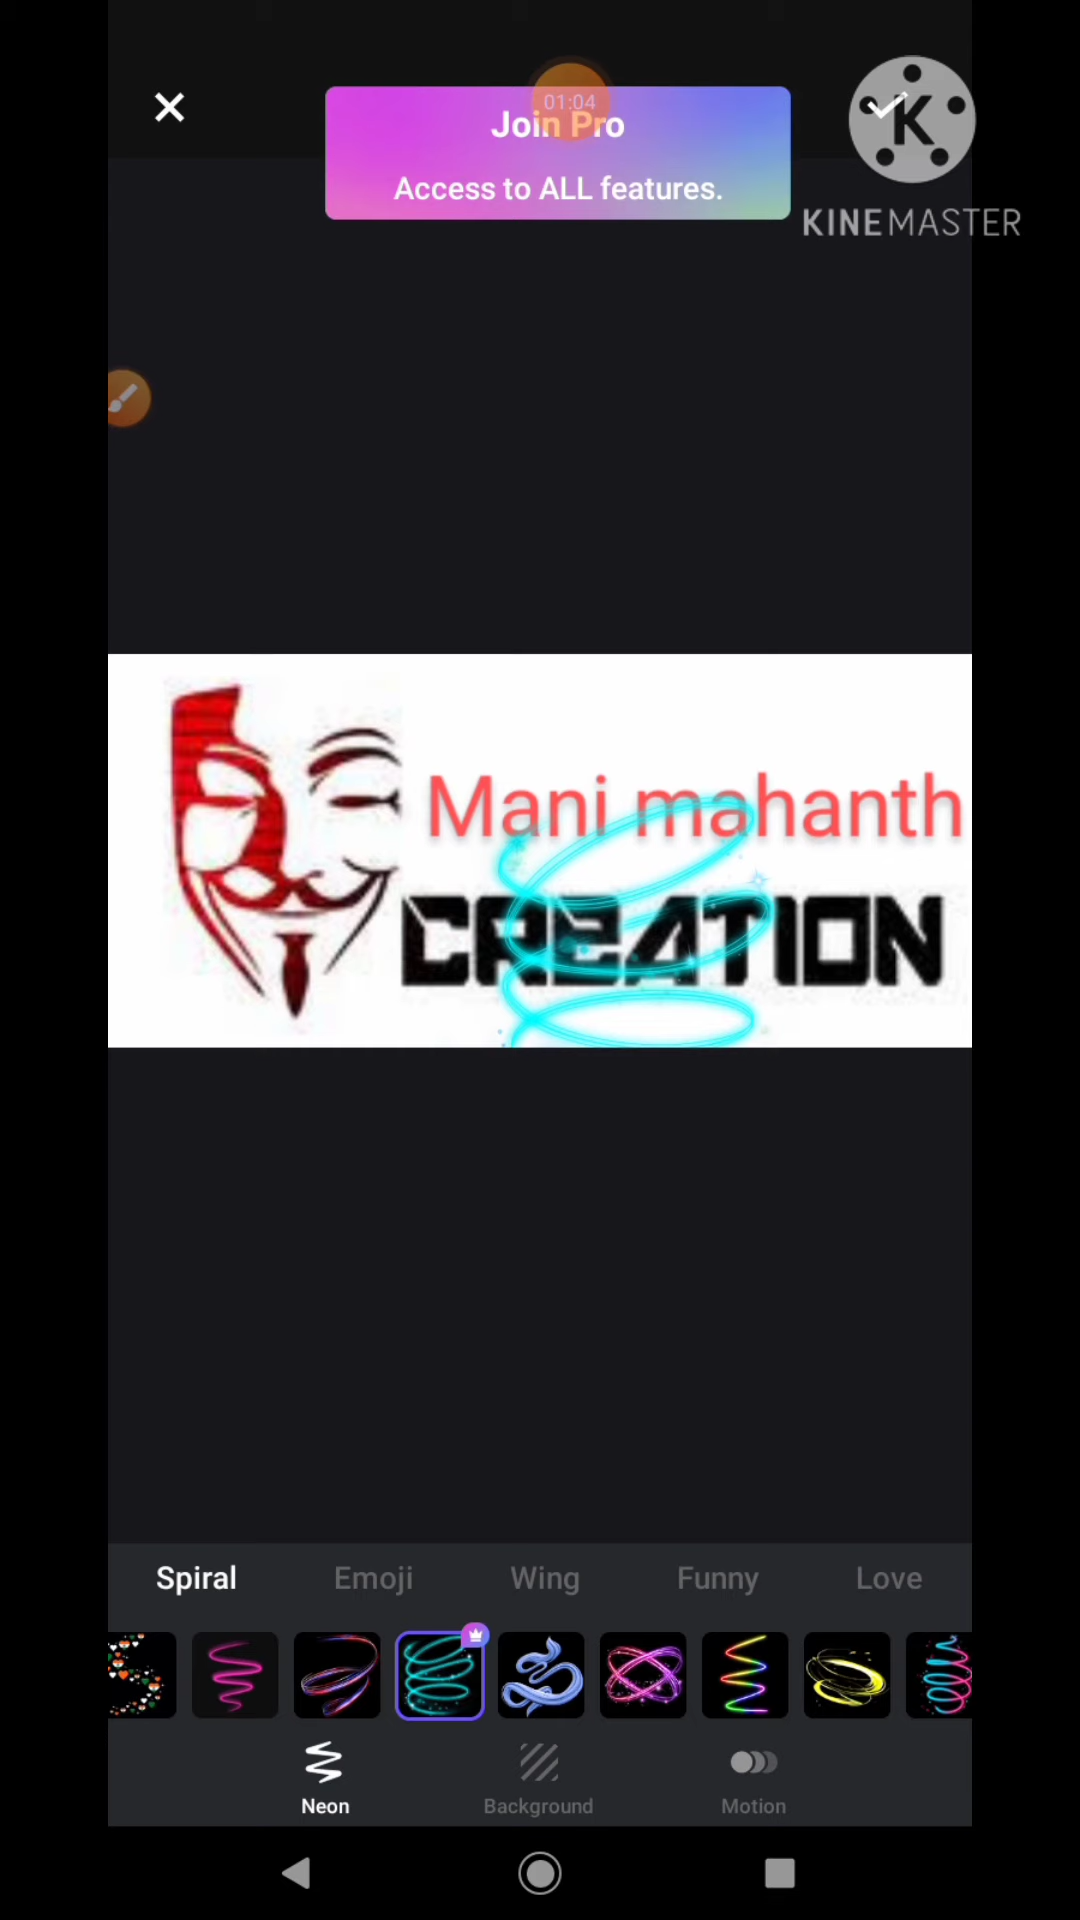 01:04
Join Pro
Access to ALL features.
K
KINEMASTER
Mani mahanth
CREATION
Spiral Emoji Wing Funny Love
Neon Background Motion